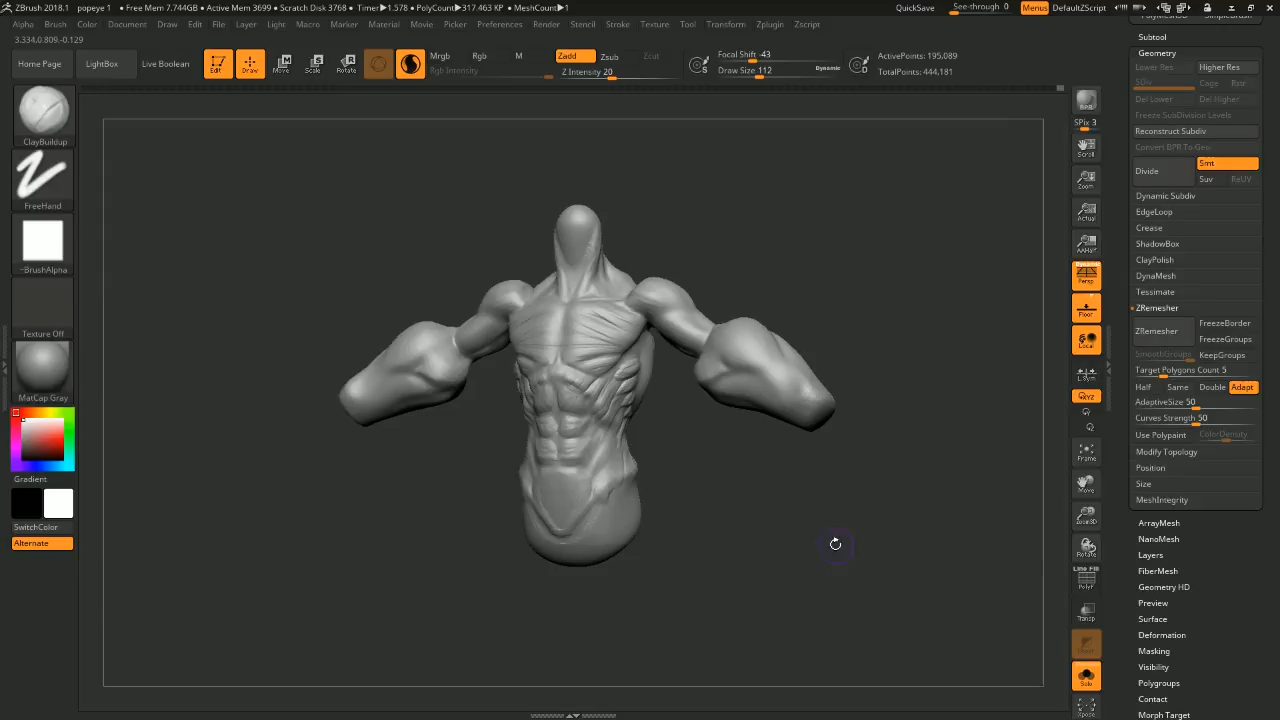 ZBrush 2018.1 popeye 1 • Free Mem 7.744GB • Active Mem 3699 • Scratch Disk 3768 • Timer▶1.578 • PolyCount▶317.463 KP • MeshCount▶1
QuickSave See-through 0 Menus DefaultZScript
Alpha Brush Color Document Draw Edit File Layer Light Macro Marker Material Movie Picker Preferences Render Stencil Stroke Texture Tool Transform Zplugin Zscript
3.334,0.809,-0.129
Home Page LightBox Live Boolean
Edit Draw Move Scale Rotate
Mrgb Rgb M
Rgb Intensity
Zadd Zsub Zcut
Z Intensity 20
Focal Shift -43
Draw Size 112 Dynamic
ActivePoints: 195,089
TotalPoints: 444,181
ClayBuildup
FreeHand
~BrushAlpha
Texture Off
MatCap Gray
Gradient
SwitchColor
Alternate
BPR
SPix 3
Scroll
Zoom
Actual
AAHalf
Dynamic
Persp
Floor
Local
L.Sym
XYZ
Frame
Move
Zoom3D
Rotate
Line Fill
PolyF
Transp
Solo
Xpose
Subtool
Geometry
Lower Res Higher Res
SDiv Cage Rstr
Del Lower Del Higher
Freeze SubDivision Levels
Reconstruct Subdiv
Convert BPR To Geo
Divide Smt
Suv ReUV
Dynamic Subdiv
EdgeLoop
Crease
ShadowBox
ClayPolish
DynaMesh
Tessimate
ZRemesher
ZRemesher FreezeBorder
FreezeGroups
SmoothGroups KeepGroups
Target Polygons Count 5
Half Same Double Adapt
AdaptiveSize 50
Curves Strength 50
Use Polypaint ColorDensity
Modify Topology
Position
Size
MeshIntegrity
ArrayMesh
NanoMesh
Layers
FiberMesh
Geometry HD
Preview
Surface
Deformation
Masking
Visibility
Polygroups
Contact
Morph Target